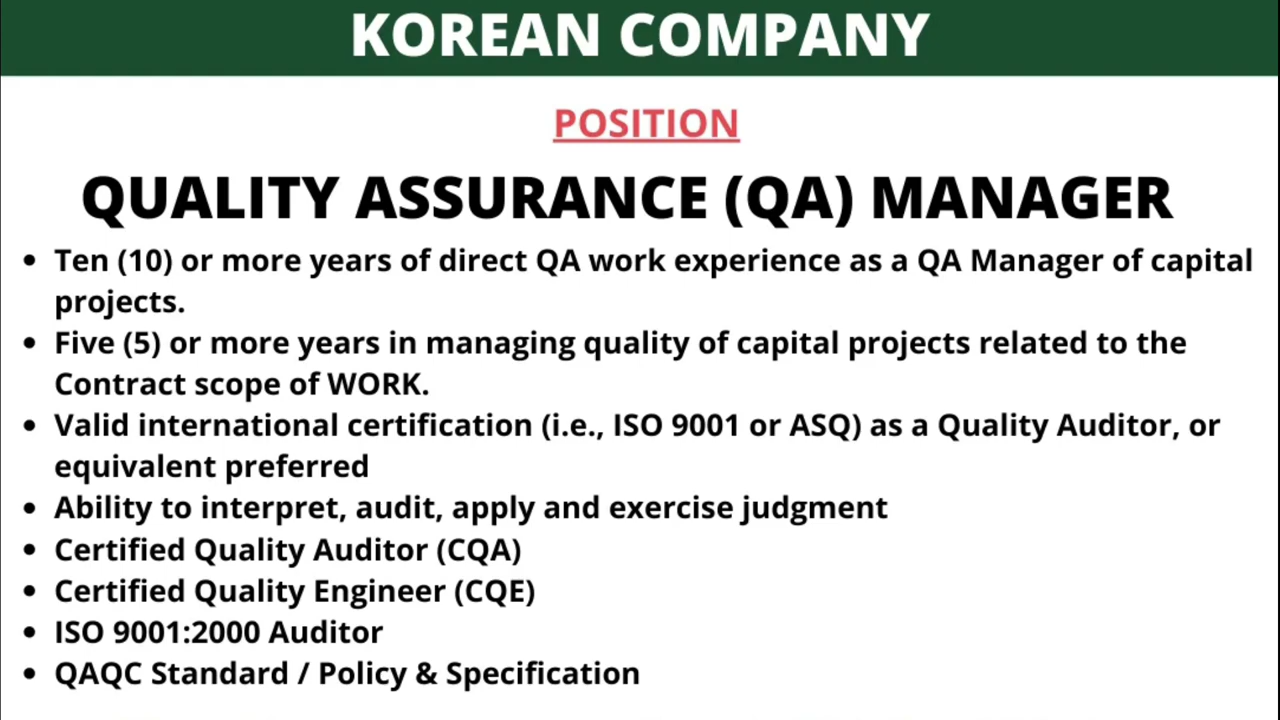 KOREAN COMPANY
POSITION
QUALITY ASSURANCE (QA) MANAGER
• Ten (10) or more years of direct QA work experience as a QA Manager of capital
projects.
• Five (5) or more years in managing quality of capital projects related to the
Contract scope of WORK.
• Valid international certification (i.e., ISO 9001 or ASQ) as a Quality Auditor, or
equivalent preferred
• Ability to interpret, audit, apply and exercise judgment
• Certified Quality Auditor (CQA)
• Certified Quality Engineer (CQE)
• ISO 9001:2000 Auditor
• QAQC Standard / Policy & Specification